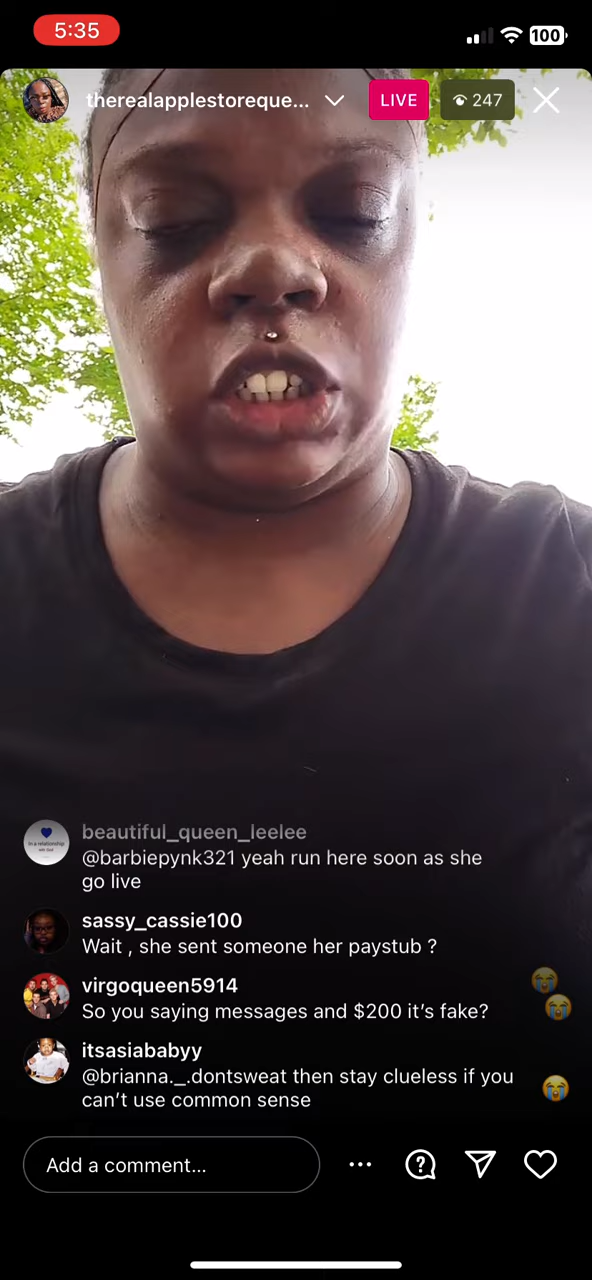 5:35
100
therealapplestoreque...
LIVE
247
beautiful_queen_leelee
@barbiepynk321 yeah run here soon as she
go live
sassy_cassie100
Wait , she sent someone her paystub ?
virgoqueen5914
So you saying messages and $200 it’s fake?
itsasiababyy
@brianna._.dontsweat then stay clueless if you
can’t use common sense
Add a comment...